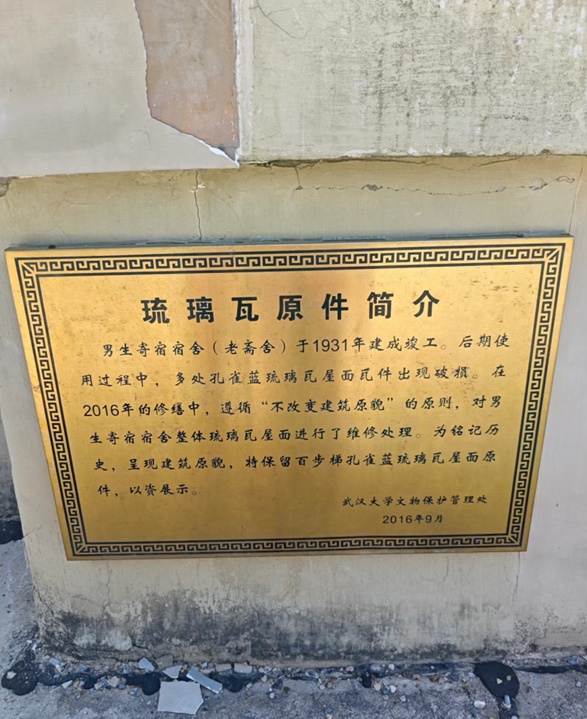 琉璃瓦原件简介
男生寄宿宿舍（老斋舍）于1931年建成竣工。后期使
用过程中，多处孔雀蓝琉璃瓦屋面瓦件出现破损。在
2016年的修缮中，遵循“不改变建筑原貌”的原则，对男
生寄宿宿舍整体琉璃瓦屋面进行了维修处理。为铭记历
史，呈现建筑原貌，特保留百步梯孔雀蓝琉璃瓦屋面原
件，以资展示。
武汉大学文物保护管理处
2016年9月